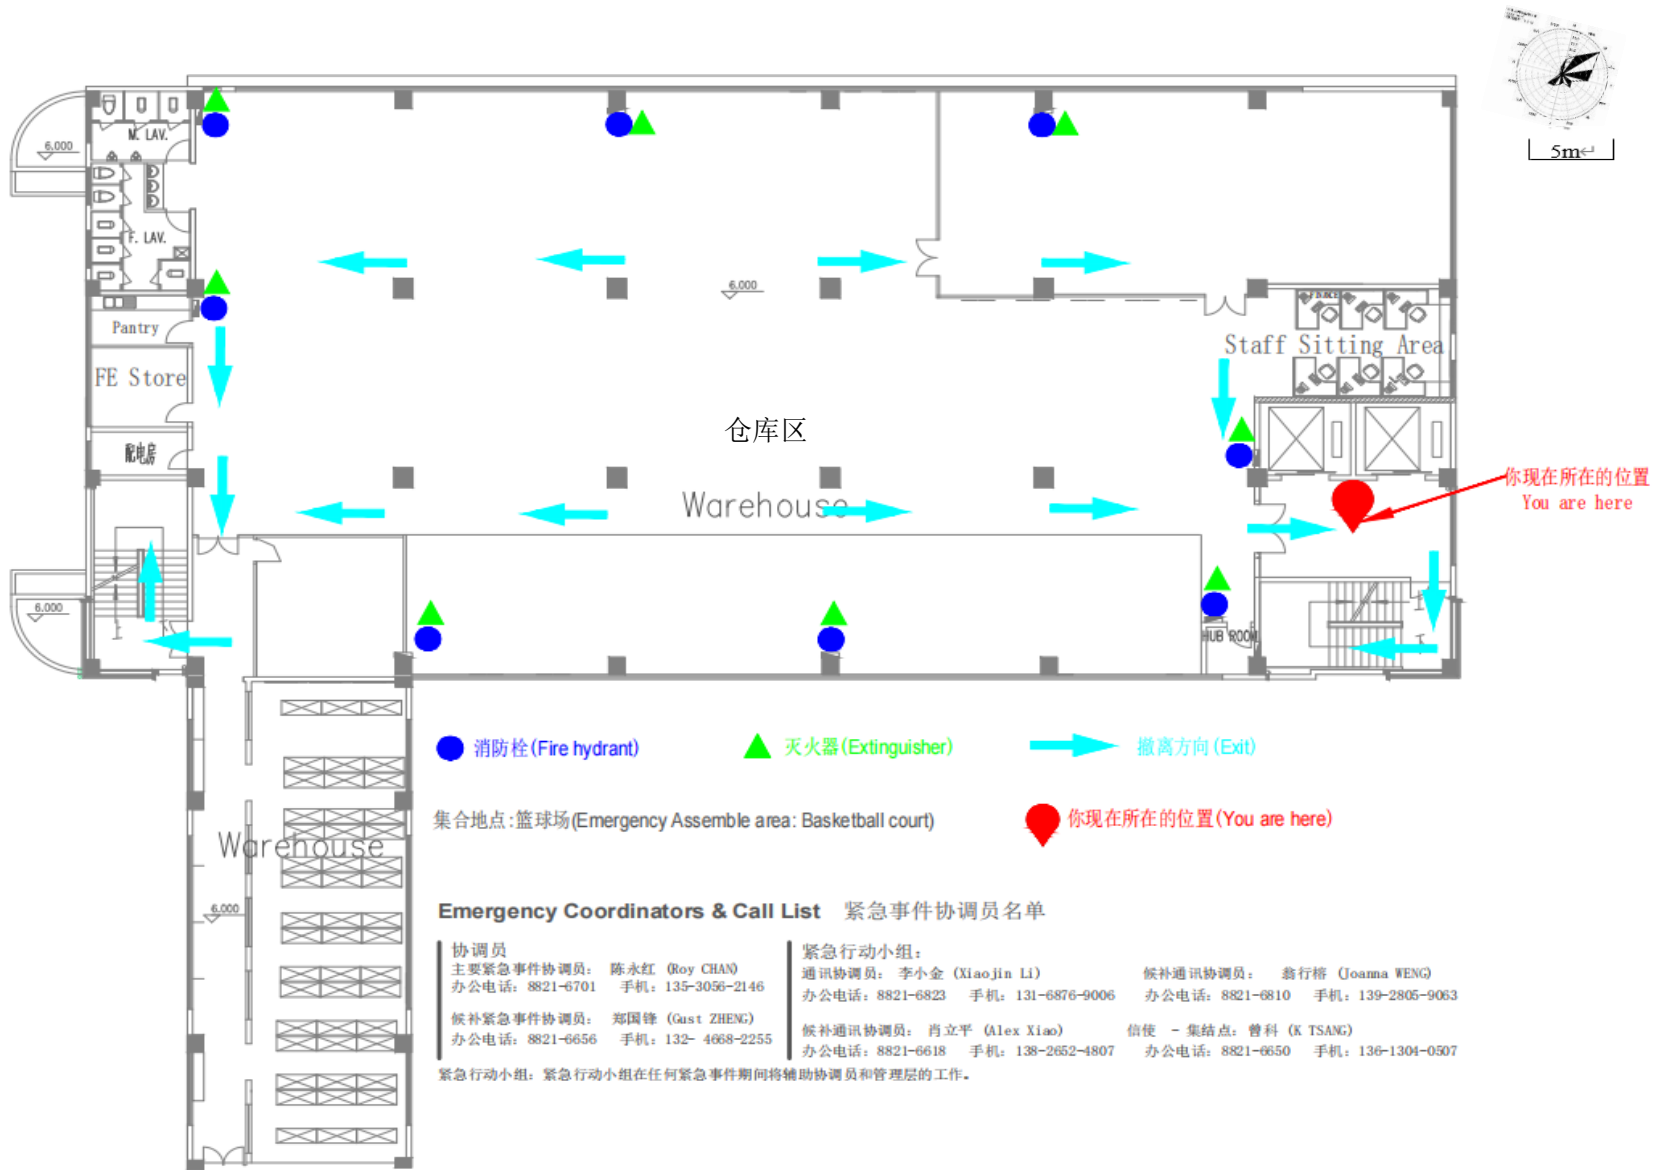 5m↵
M. LAV.
6.000
F. LAV.
6.000
Pantry
Staff Sitting Area
FE Store
仓库区
配电房
你现在所在的位置
You are here
Warehouse
6.000
HUB ROOM
消防栓(Fire hydrant)
灭火器(Extinguisher)
撤离方向(Exit)
集合地点:篮球场(Emergency Assemble area: Basketball court)
你现在所在的位置(You are here)
Warehouse
6.000
Emergency Coordinators & Call List 紧急事件协调员名单
协调员
主要紧急事件协调员: 陈永红 (Roy CHAN)
办公电话: 8821-6701 手机: 135-3056-2146
候补紧急事件协调员: 郑国锋 (Gust ZHENG)
办公电话: 8821-6656 手机: 132- 4668-2255
紧急行动小组:
通讯协调员: 李小金 (Xiaojin Li)
办公电话: 8821-6823 手机: 131-6876-9006
候补通讯协调员: 翁行榕 (Joanna WENG)
办公电话: 8821-6810 手机: 139-2805-9063
候补通讯协调员: 肖立平 (Alex Xiao)
办公电话: 8821-6618 手机: 138-2652-4807
信使 - 集结点: 曾科 (K TSANG)
办公电话: 8821-6650 手机: 136-1304-0507
紧急行动小组: 紧急行动小组在任何紧急事件期间将辅助协调员和管理层的工作。